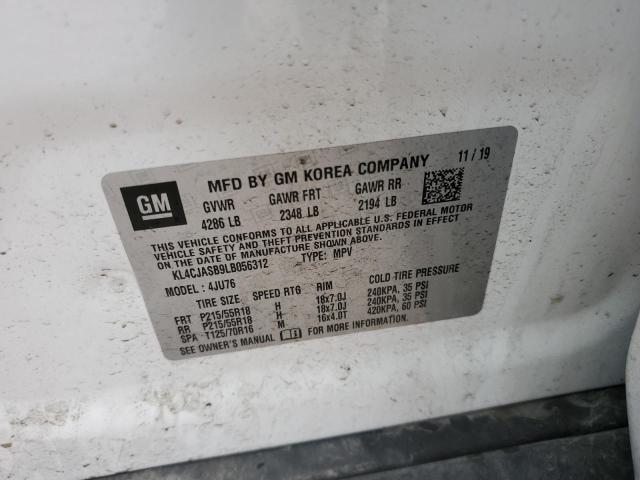 GM
MFD BY GM KOREA COMPANY 11/19
GVWR GAWR FRT GAWR RR
4286 LB 2348 LB 2194 LB
THIS VEHICLE CONFORMS TO ALL APPLICABLE U.S. FEDERAL MOTOR
VEHICLE SAFETY AND THEFT PREVENTION STANDARDS IN EFFECT
ON THE DATE OF MANUFACTURE SHOWN ABOVE.
KL4CJASB9LB056312 TYPE: MPV
MODEL: 4JU76
TIRE SIZE SPEED RTG RIM COLD TIRE PRESSURE
FRT P215/55R18 H 18x7.0J 240KPA, 35 PSI
RR P215/55R18 H 18x7.0J 240KPA, 35 PSI
SPA T125/70R16 M 16x4.0T 420KPA, 60 PSI
SEE OWNER'S MANUAL FOR MORE INFORMATION.